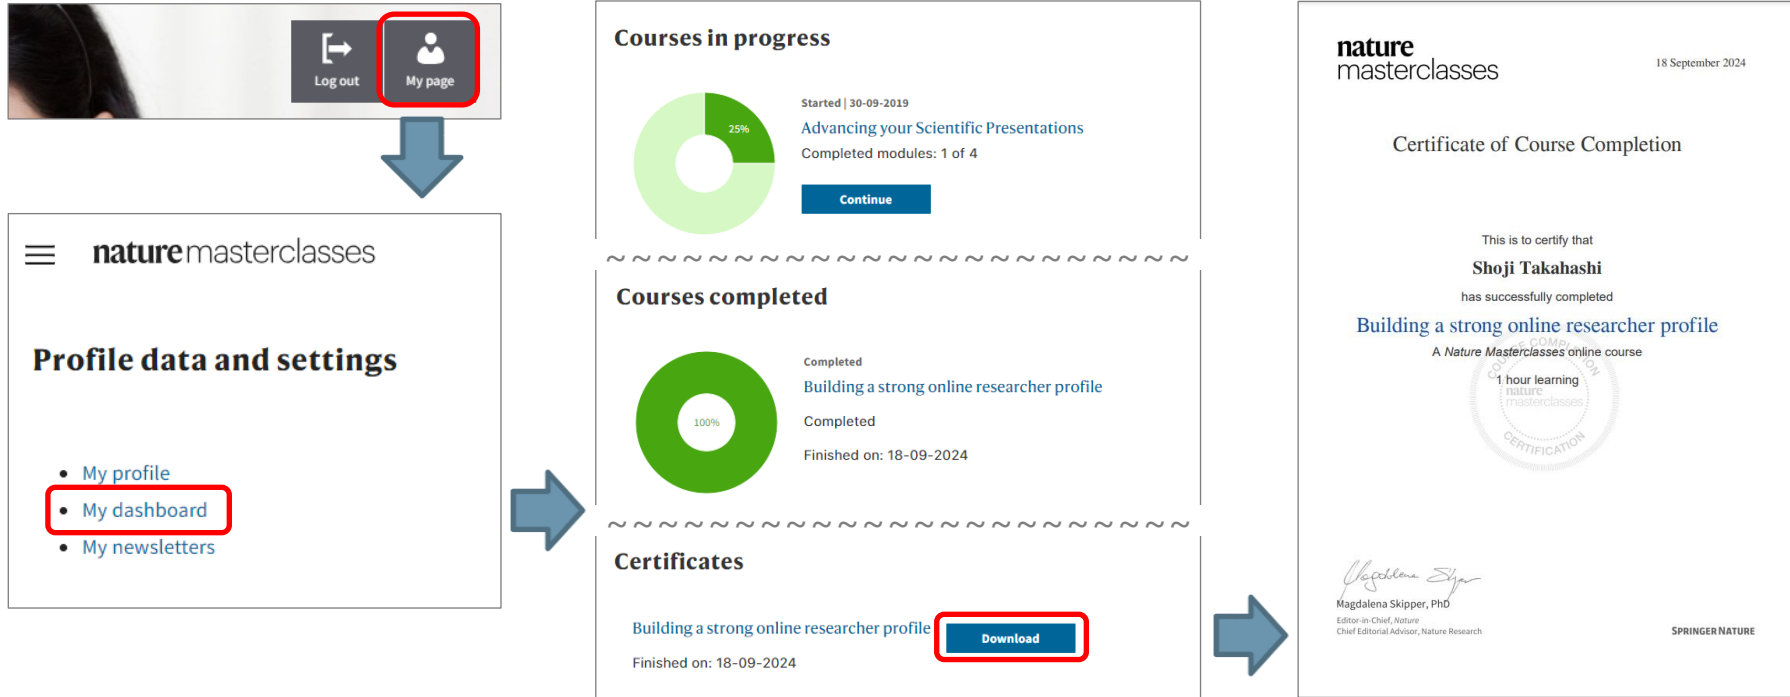 Log out
My page
nature masterclasses
Profile data and settings
• My profile
• My dashboard
• My newsletters
Courses in progress
25%
Started | 30-09-2019
Advancing your Scientific Presentations
Completed modules: 1 of 4
Continue
~~~~~~~~~~~~~~~~~~~~~~~
Courses completed
100%
Completed
Building a strong online researcher profile
Completed
Finished on: 18-09-2024
~~~~~~~~~~~~~~~~~~~~~~~
Certificates
Building a strong online researcher profile
Download
Finished on: 18-09-2024
nature
masterclasses
18 September 2024
Certificate of Course Completion
This is to certify that
Shoji Takahashi
has successfully completed
Building a strong online researcher profile
A Nature Masterclasses online course
1 hour learning
COURSE COMPLETION
nature
masterclasses
CERTIFICATION
Magdalena Skipper, PhD
Editor-in-Chief, Nature
Chief Editorial Advisor, Nature Research
SPRINGER NATURE